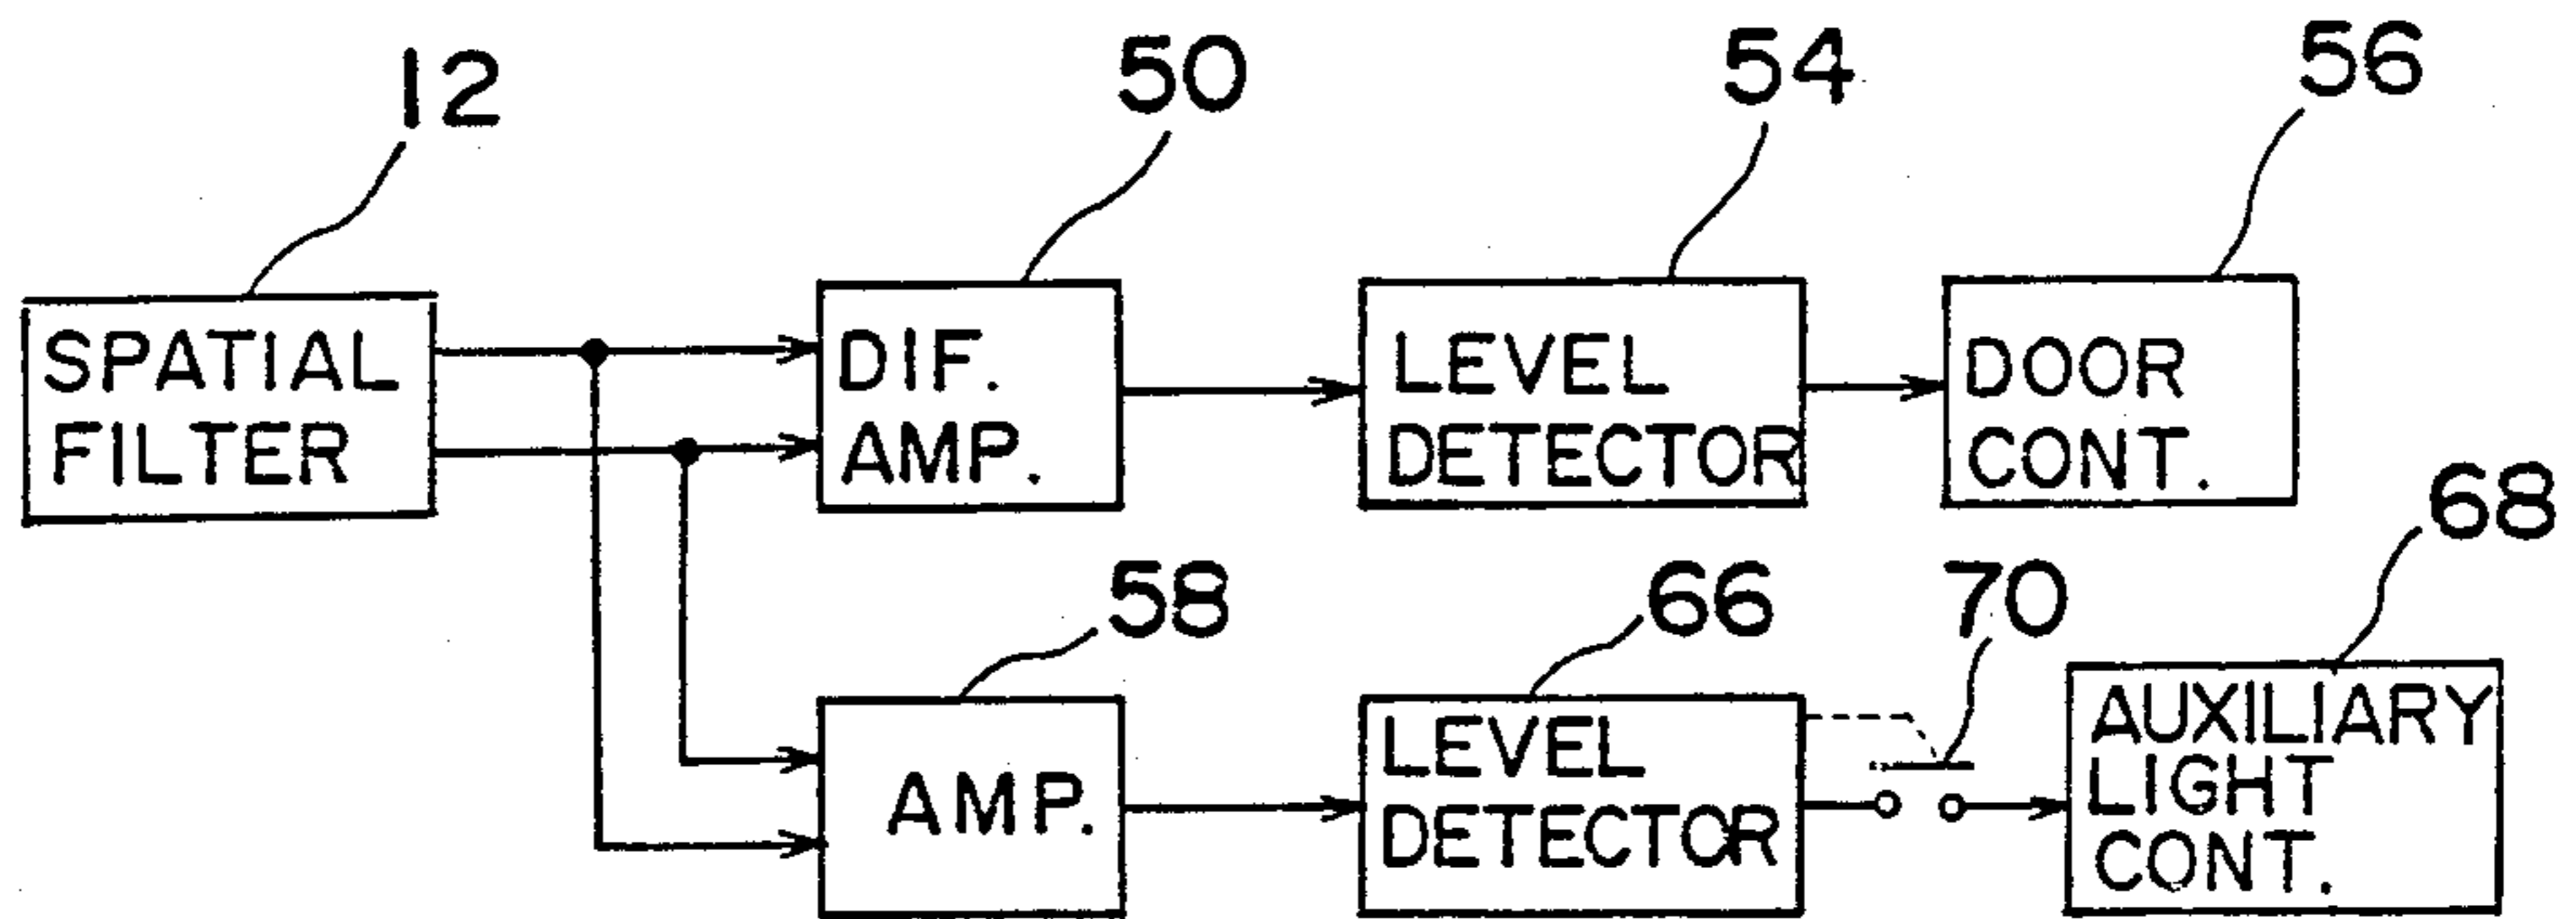 12
50
54
56
SPATIAL
FILTER
DIF.
AMP.
LEVEL
DETECTOR
DOOR
CONT.
58
66
70
68
AMP.
LEVEL
DETECTOR
AUXILIARY
LIGHT
CONT.